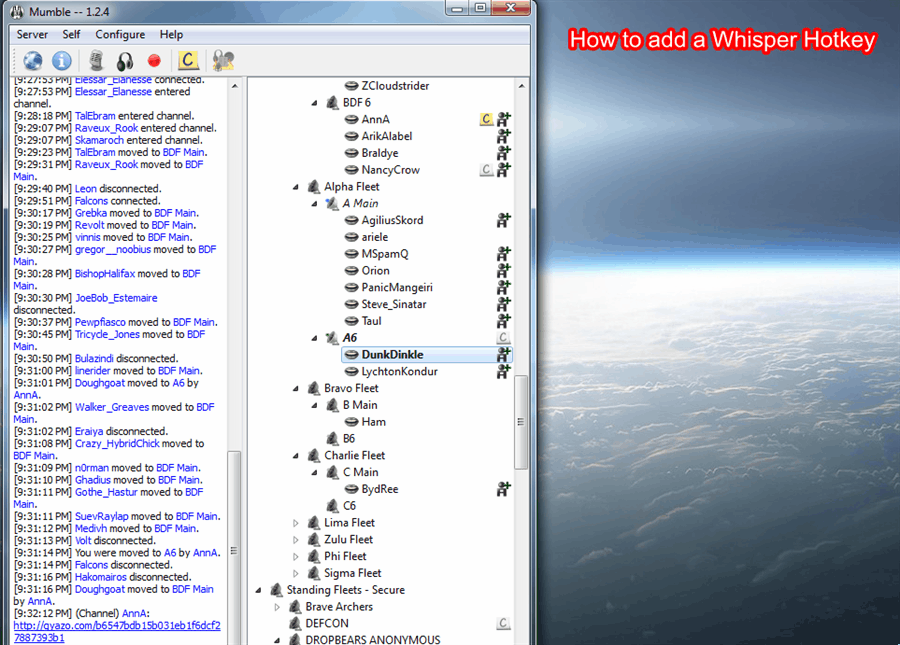 Mumble -- 1.2.4
How to add a Whisper Hotkey
Server Self Configure Help
C
[9:27:53 PM] Elessar_Elanesse connected.
[9:27:53 PM] Elessar_Elanesse entered
channel.
[9:28:18 PM] TalEbram entered channel.
[9:29:07 PM] Raveux_Rook entered channel.
[9:29:07 PM] Skamaroch entered channel.
[9:29:23 PM] TalEbram moved to BDF Main.
[9:29:31 PM] Raveux_Rook moved to BDF
Main.
[9:29:40 PM] Leon disconnected.
[9:29:51 PM] Falcons connected.
[9:30:17 PM] Grebka moved to BDF Main.
[9:30:19 PM] Revolt moved to BDF Main.
[9:30:25 PM] vinnis moved to BDF Main.
[9:30:27 PM] gregor__noobius moved to BDF
Main.
[9:30:28 PM] BishopHalifax moved to BDF
Main.
[9:30:30 PM] JoeBob_Estemaire
disconnected.
[9:30:37 PM] Pewpfiasco moved to BDF Main.
[9:30:45 PM] Tricycle_Jones moved to BDF
Main.
[9:30:50 PM] Bulazindi disconnected.
[9:31:00 PM] linerider moved to BDF Main.
[9:31:01 PM] Doughgoat moved to A6 by
AnnA.
[9:31:02 PM] Walker_Greaves moved to BDF
Main.
[9:31:02 PM] Eraiya disconnected.
[9:31:08 PM] Crazy_HybridChick moved to
BDF Main.
[9:31:09 PM] n0rman moved to BDF Main.
[9:31:10 PM] Ghadius moved to BDF Main.
[9:31:11 PM] Gothe_Hastur moved to BDF
Main.
[9:31:11 PM] SuevRaylap moved to BDF Main.
[9:31:12 PM] Medivh moved to BDF Main.
[9:31:13 PM] Volt disconnected.
[9:31:14 PM] You were moved to A6 by AnnA.
[9:31:14 PM] Falcons disconnected.
[9:31:16 PM] Hakomairos disconnected.
[9:31:16 PM] Doughgoat moved to BDF Main
by AnnA.
[9:32:12 PM] (Channel) AnnA:
http://gyazo.com/b6547bdb15b031eb1f6dcf2
7887393b1
ZCloudstrider
BDF 6
AnnA C
ArikAlabel
Braldye
NancyCrow C
Alpha Fleet
A Main
AgiliusSkord
ariele
MSpamQ
Orion
PanicMangeiri
Steve_Sinatar
Taul
A6 C
DunkDinkle
LychtonKondur
Bravo Fleet
B Main
Ham
B6
Charlie Fleet
C Main
BydRee
C6
Lima Fleet
Zulu Fleet
Phi Fleet
Sigma Fleet
Standing Fleets - Secure
Brave Archers
DEFCON C
DROPBEARS ANONYMOUS